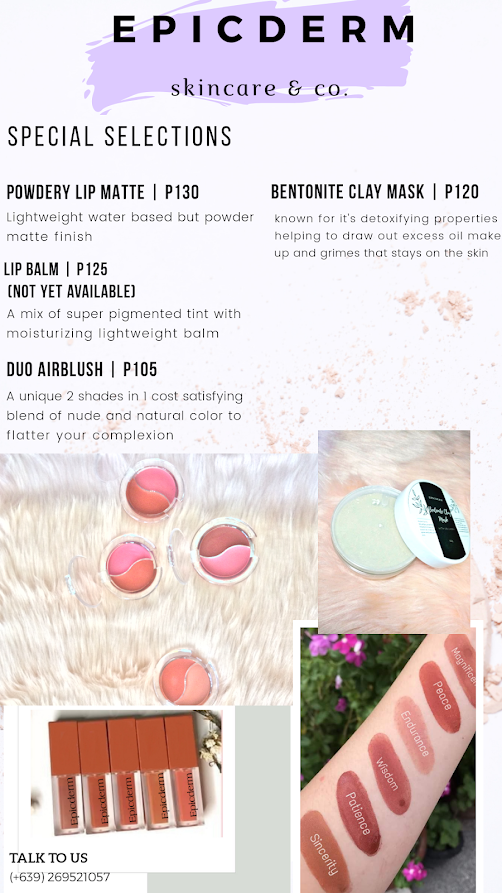 EPICDERM
skincare & co.
SPECIAL SELECTIONS
POWDERY LIP MATTE | P130
Lightweight water based but powder
matte finish
LIP BALM | P125
(NOT YET AVAILABLE)
A mix of super pigmented tint with
moisturizing lightweight balm
DUO AIRBLUSH | P105
A unique 2 shades in 1 cost satisfying
blend of nude and natural color to
flatter your complexion
BENTONITE CLAY MASK | P120
known for it's detoxifying properties
helping to draw out excess oil make
up and grimes that stays on the skin
Bentonite Clay
Mask
Epicderm
Epicderm
Epicderm
Epicderm
Epicderm
Peace
Endurance
Wisdom
Patience
Sincerity
TALK TO US
(+639) 269521057